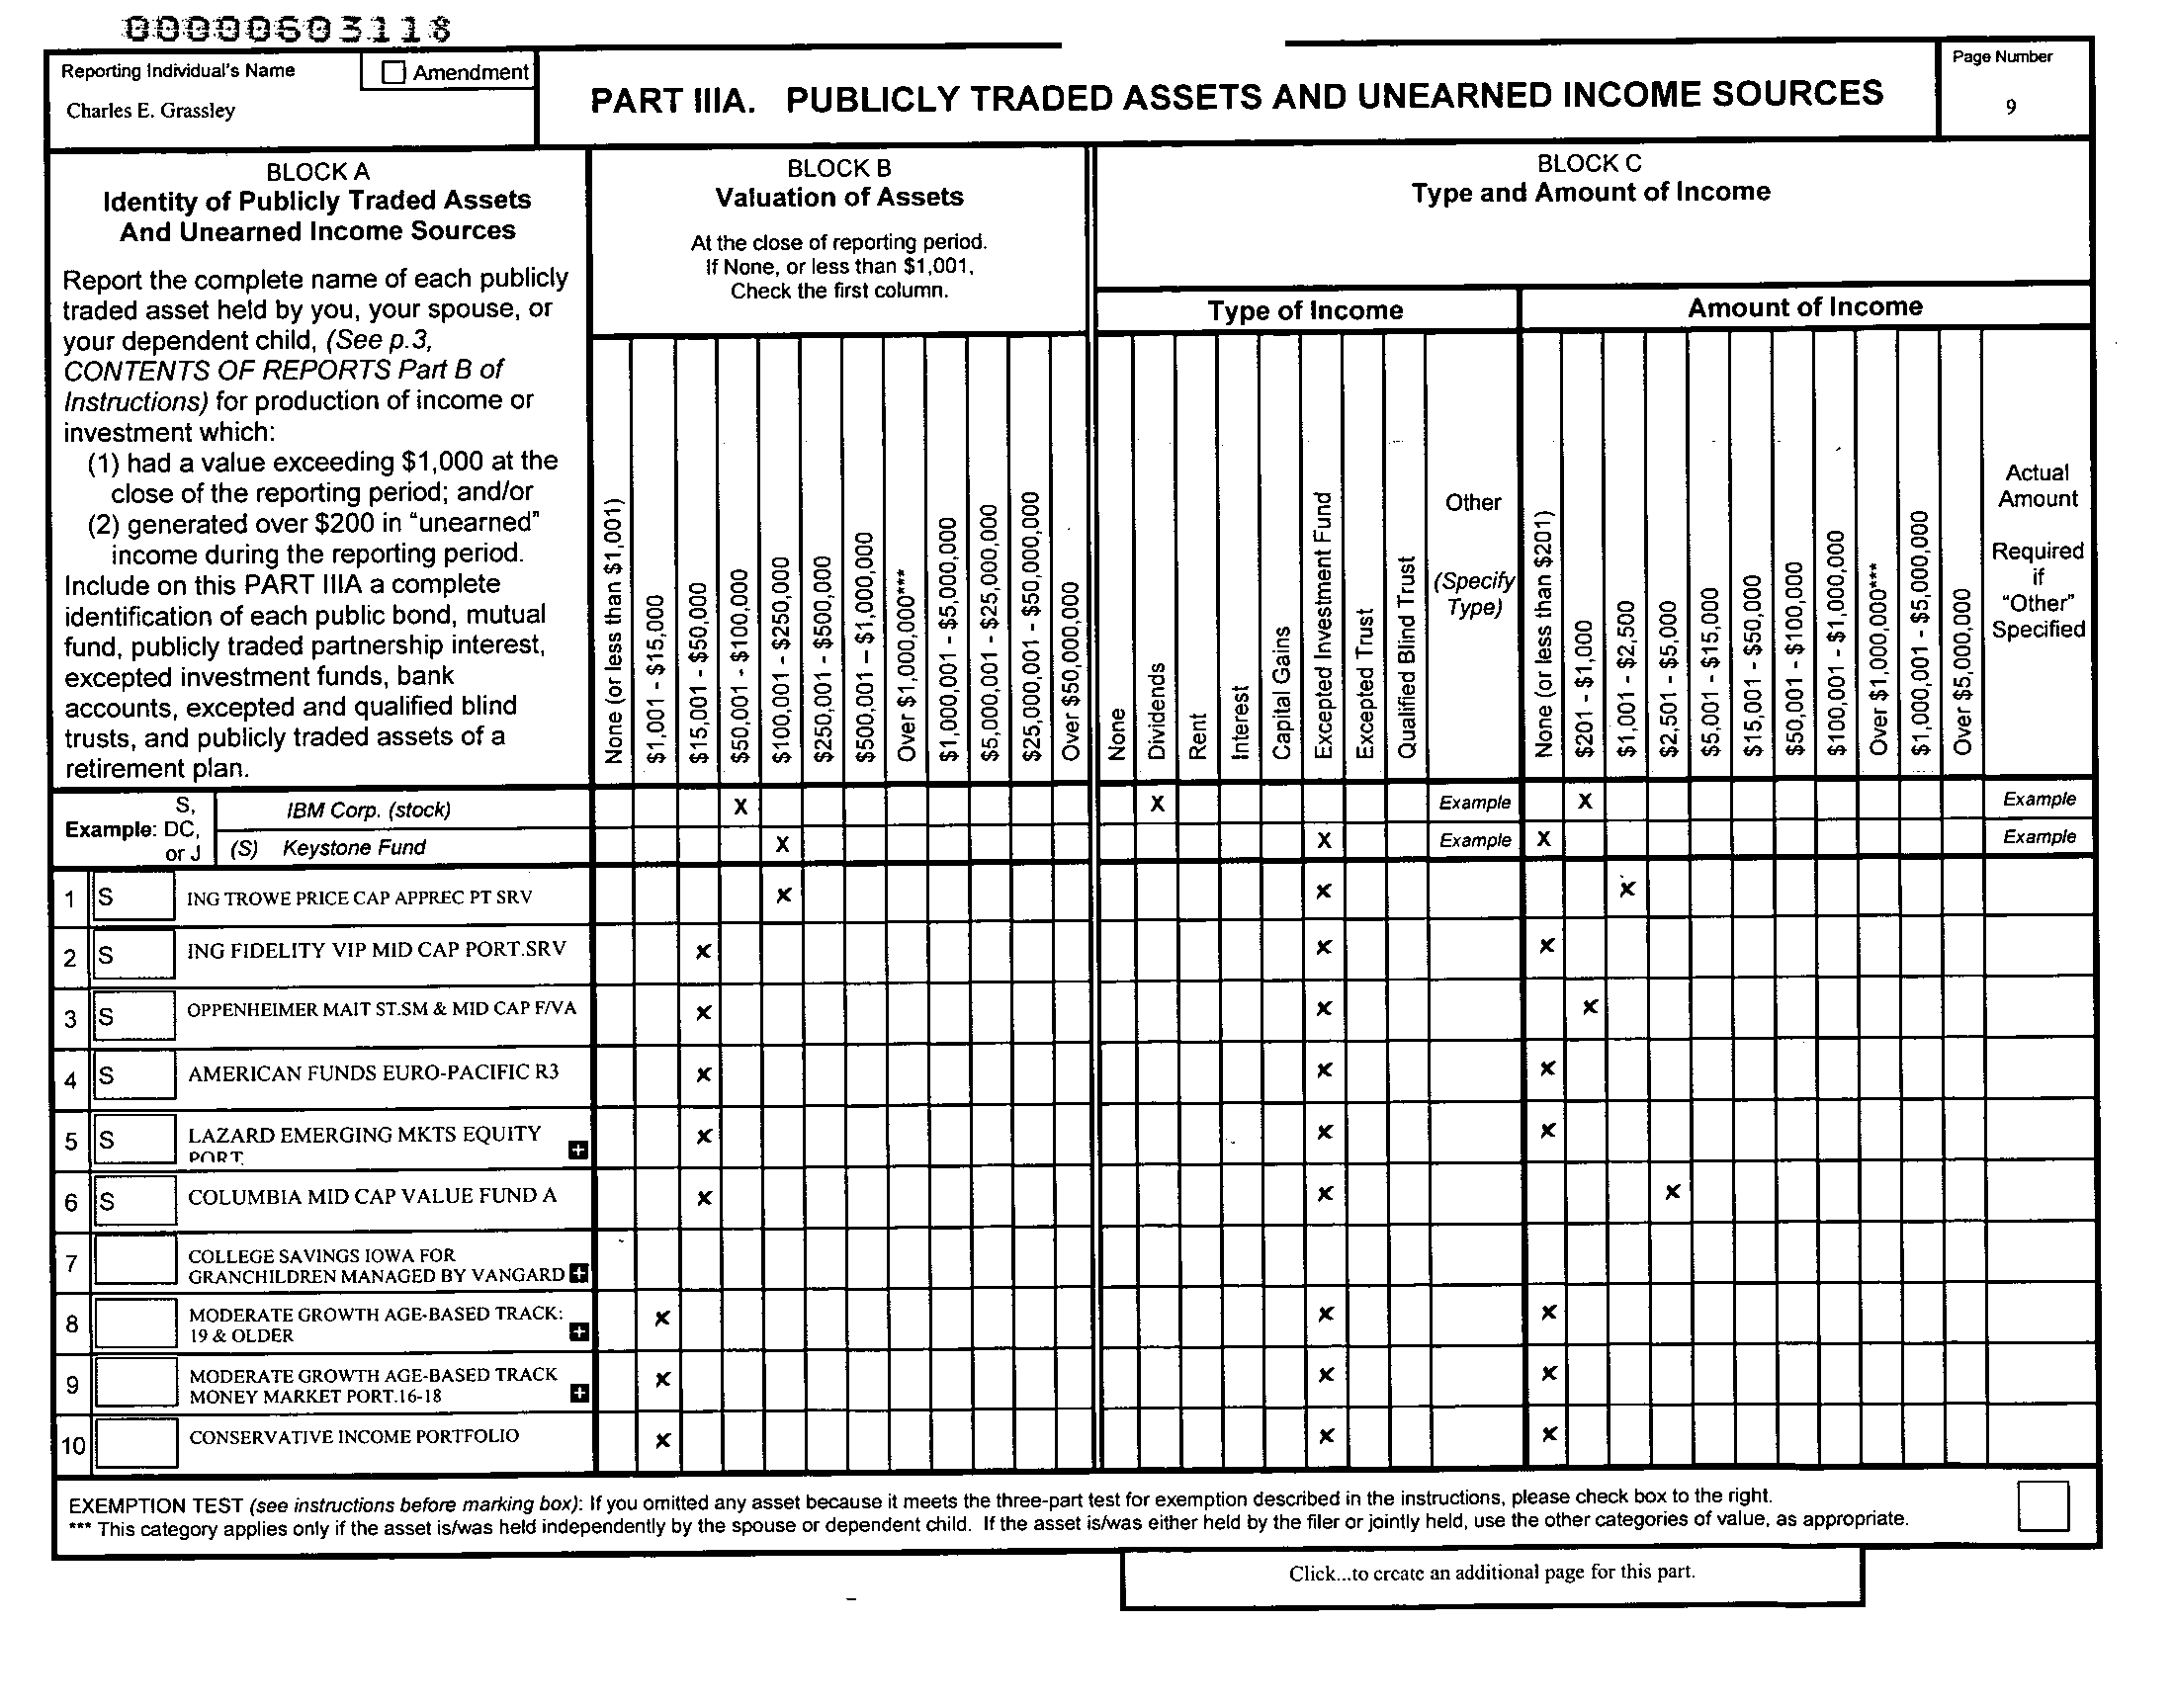 00000603118
Reporting Individual's Name
Amendment
Charles E. Grassley
PART IIIA. PUBLICLY TRADED ASSETS AND UNEARNED INCOME SOURCES
Page Number
9
BLOCK A
Identity of Publicly Traded Assets
And Unearned Income Sources
Report the complete name of each publicly
traded asset held by you, your spouse, or
your dependent child, (See p.3,
CONTENTS OF REPORTS Part B of
Instructions) for production of income or
investment which:
(1) had a value exceeding $1,000 at the
close of the reporting period; and/or
(2) generated over $200 in "unearned"
income during the reporting period.
Include on this PART IIIA a complete
identification of each public bond, mutual
fund, publicly traded partnership interest,
excepted investment funds, bank
accounts, excepted and qualified blind
trusts, and publicly traded assets of a
retirement plan.
BLOCK B
Valuation of Assets
At the close of reporting period.
If None, or less than $1,001,
Check the first column.
None (or less than $1,001)
$1,001 - $15,000
$15,001 - $50,000
$50,001 - $100,000
$100,001 - $250,000
$250,001 - $500,000
$500,001 – $1,000,000
Over $1,000,000***
$1,000,001 - $5,000,000
$5,000,001 - $25,000,000
$25,000,001 - $50,000,000
Over $50,000,000
BLOCK C
Type and Amount of Income
Type of Income
None
Dividends
Rent
Interest
Capital Gains
Excepted Investment Fund
Excepted Trust
Qualified Blind Trust
Other
(Specify
Type)
Amount of Income
None (or less than $201)
$201 - $1,000
$1,001 - $2,500
$2,501 - $5,000
$5,001 - $15,000
$15,001 - $50,000
$50,001 - $100,000
$100,001 - $1,000,000
Over $1,000,000***
$1,000,001 - $5,000,000
Over $5,000,000
Actual
Amount
Required
if
"Other"
Specified
Example:
S,
DC,
or J
IBM Corp. (stock) X X Example X Example
(S) Keystone Fund X X Example X Example
1 S ING TROWE PRICE CAP APPREC PT SRV x x x
2 S ING FIDELITY VIP MID CAP PORT.SRV x x x
3 S OPPENHEIMER MAIT ST.SM & MID CAP F/VA x x x
4 S AMERICAN FUNDS EURO-PACIFIC R3 x x x
5 S LAZARD EMERGING MKTS EQUITY x x x
PORT.
6 S COLUMBIA MID CAP VALUE FUND A x x x
7 COLLEGE SAVINGS IOWA FOR
GRANCHILDREN MANAGED BY VANGARD
8 MODERATE GROWTH AGE-BASED TRACK: x x x
19 & OLDER
9 MODERATE GROWTH AGE-BASED TRACK x x x
MONEY MARKET PORT.16-18
10 CONSERVATIVE INCOME PORTFOLIO x x x
EXEMPTION TEST (see instructions before marking box): If you omitted any asset because it meets the three-part test for exemption described in the instructions, please check box to the right.
*** This category applies only if the asset is/was held independently by the spouse or dependent child. If the asset is/was either held by the filer or jointly held, use the other categories of value, as appropriate.
Click...to create an additional page for this part.